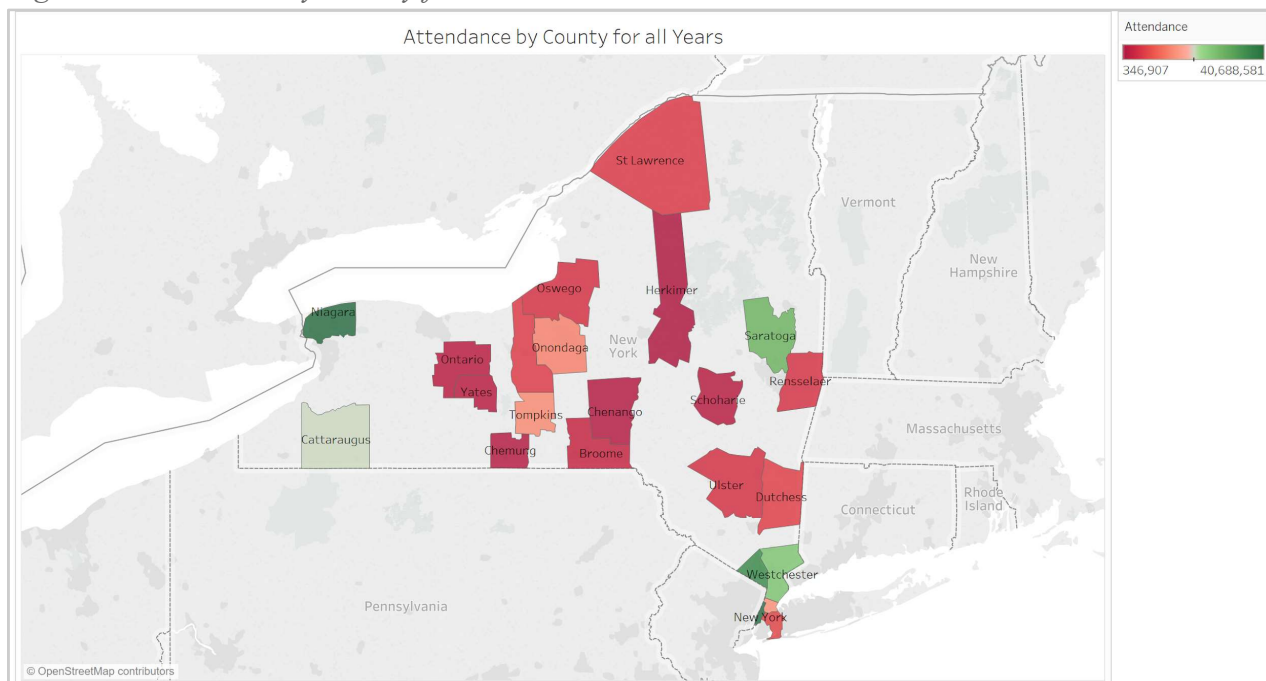 Attendance by County for all Years
Attendance
346,907 40,688,581
St Lawrence
Vermont
New
Hampshire
Oswego
Herkimer
Niagara
Onondaga
New
York
Saratoga
Ontario
Rensselaer
Yates
Schoharie
Tompkins
Chenango
Massachusetts
Cattaraugus
Chemung
Broome
Ulster
Dutchess
Connecticut
Rhode
Island
Westchester
Pennsylvania
New York
© OpenStreetMap contributors